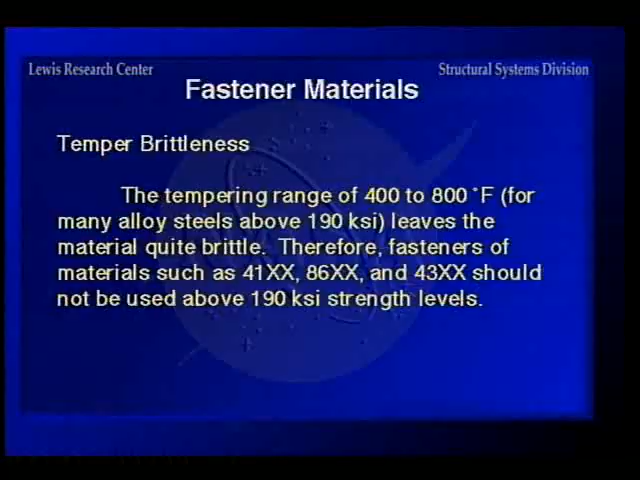 Lewis Research Center
Structural Systems Division
Fastener Materials
Temper Brittleness
The tempering range of 400 to 800 °F (for
many alloy steels above 190 ksi) leaves the
material quite brittle. Therefore, fasteners of
materials such as 41XX, 86XX, and 43XX should
not be used above 190 ksi strength levels.